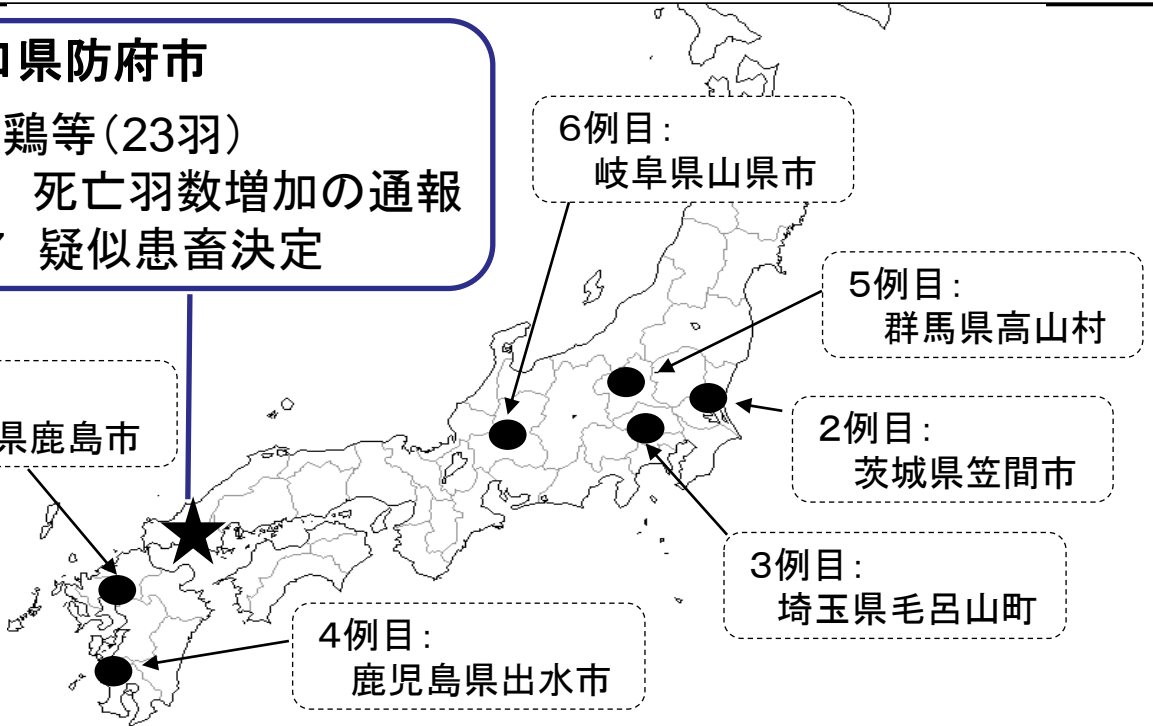 口県防府市
鶏等（23羽）
死亡羽数増加の通報
疑似患畜決定
6例目：
岐阜県山県市
5例目：
群馬県高山村
県鹿島市
2例目：
茨城県笠間市
3例目：
埼玉県毛呂山町
4例目：
鹿児島県出水市